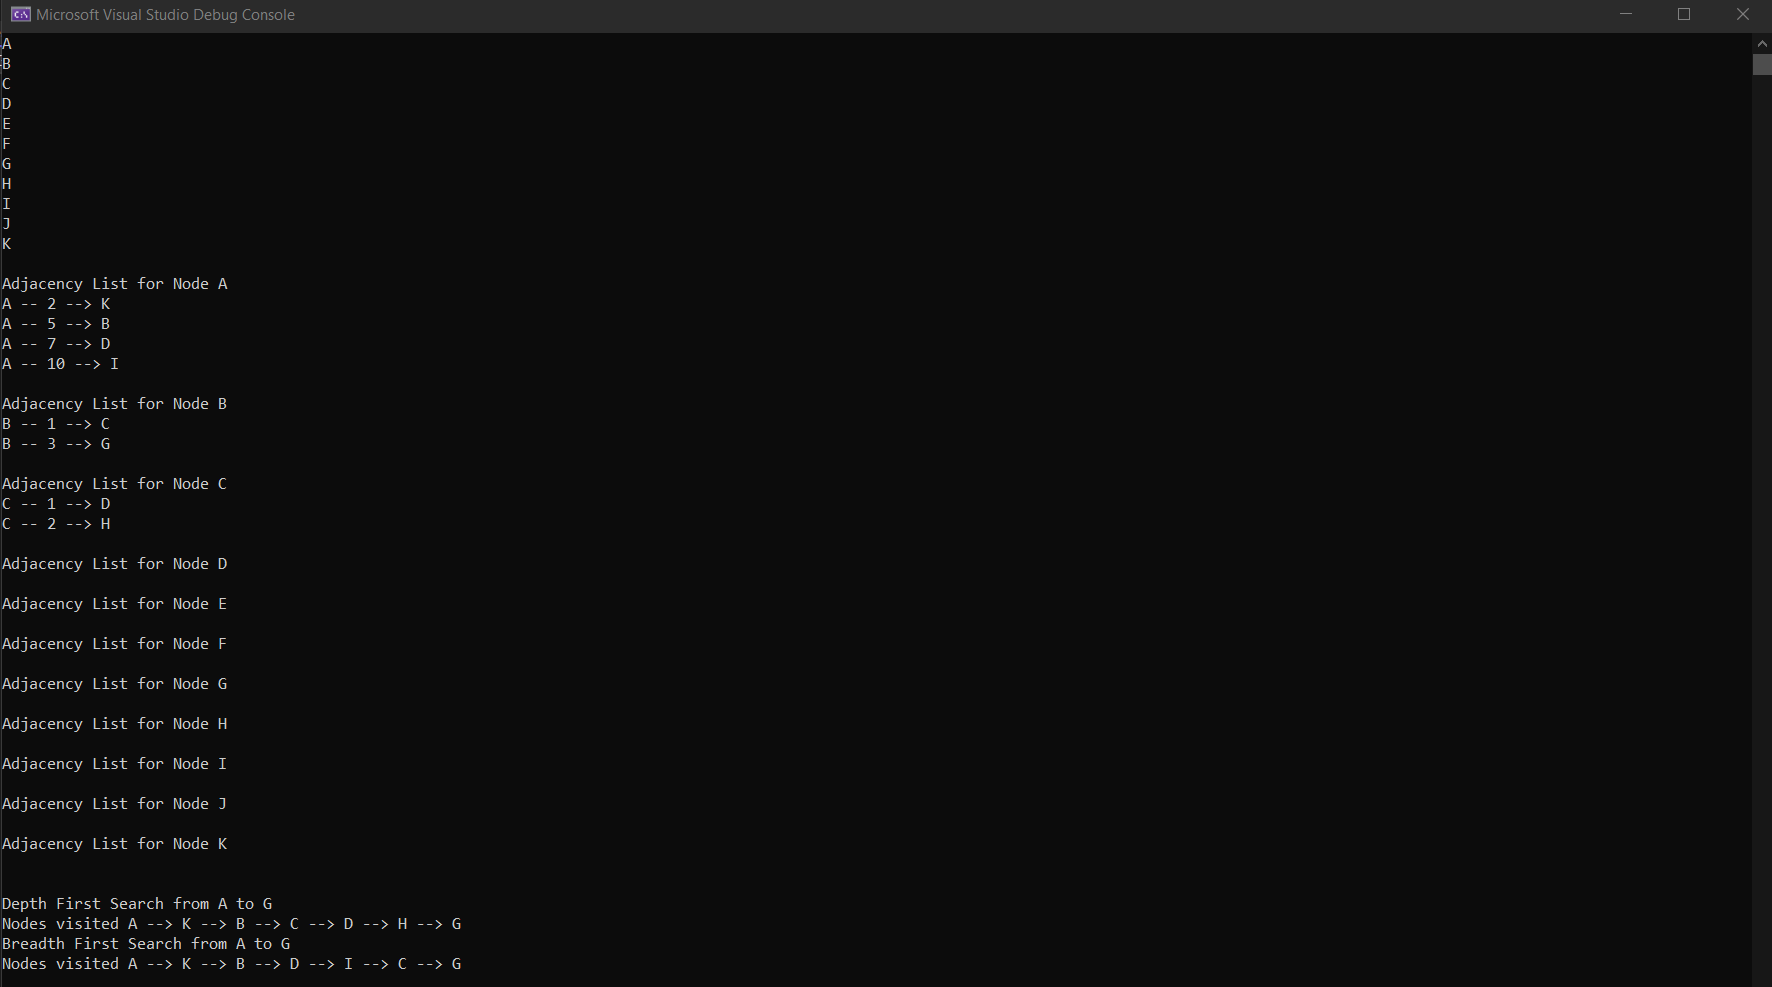 Microsoft Visual Studio Debug Console
A
B
C
D
E
F
G
H
I
J
K
Adjacency List for Node A
A -- 2 --> K
A -- 5 --> B
A -- 7 --> D
A -- 10 --> I
Adjacency List for Node B
B -- 1 --> C
B -- 3 --> G
Adjacency List for Node C
C -- 1 --> D
C -- 2 --> H
Adjacency List for Node D
Adjacency List for Node E
Adjacency List for Node F
Adjacency List for Node G
Adjacency List for Node H
Adjacency List for Node I
Adjacency List for Node J
Adjacency List for Node K
Depth First Search from A to G
Nodes visited A --> K --> B --> C --> D --> H --> G
Breadth First Search from A to G
Nodes visited A --> K --> B --> D --> I --> C --> G